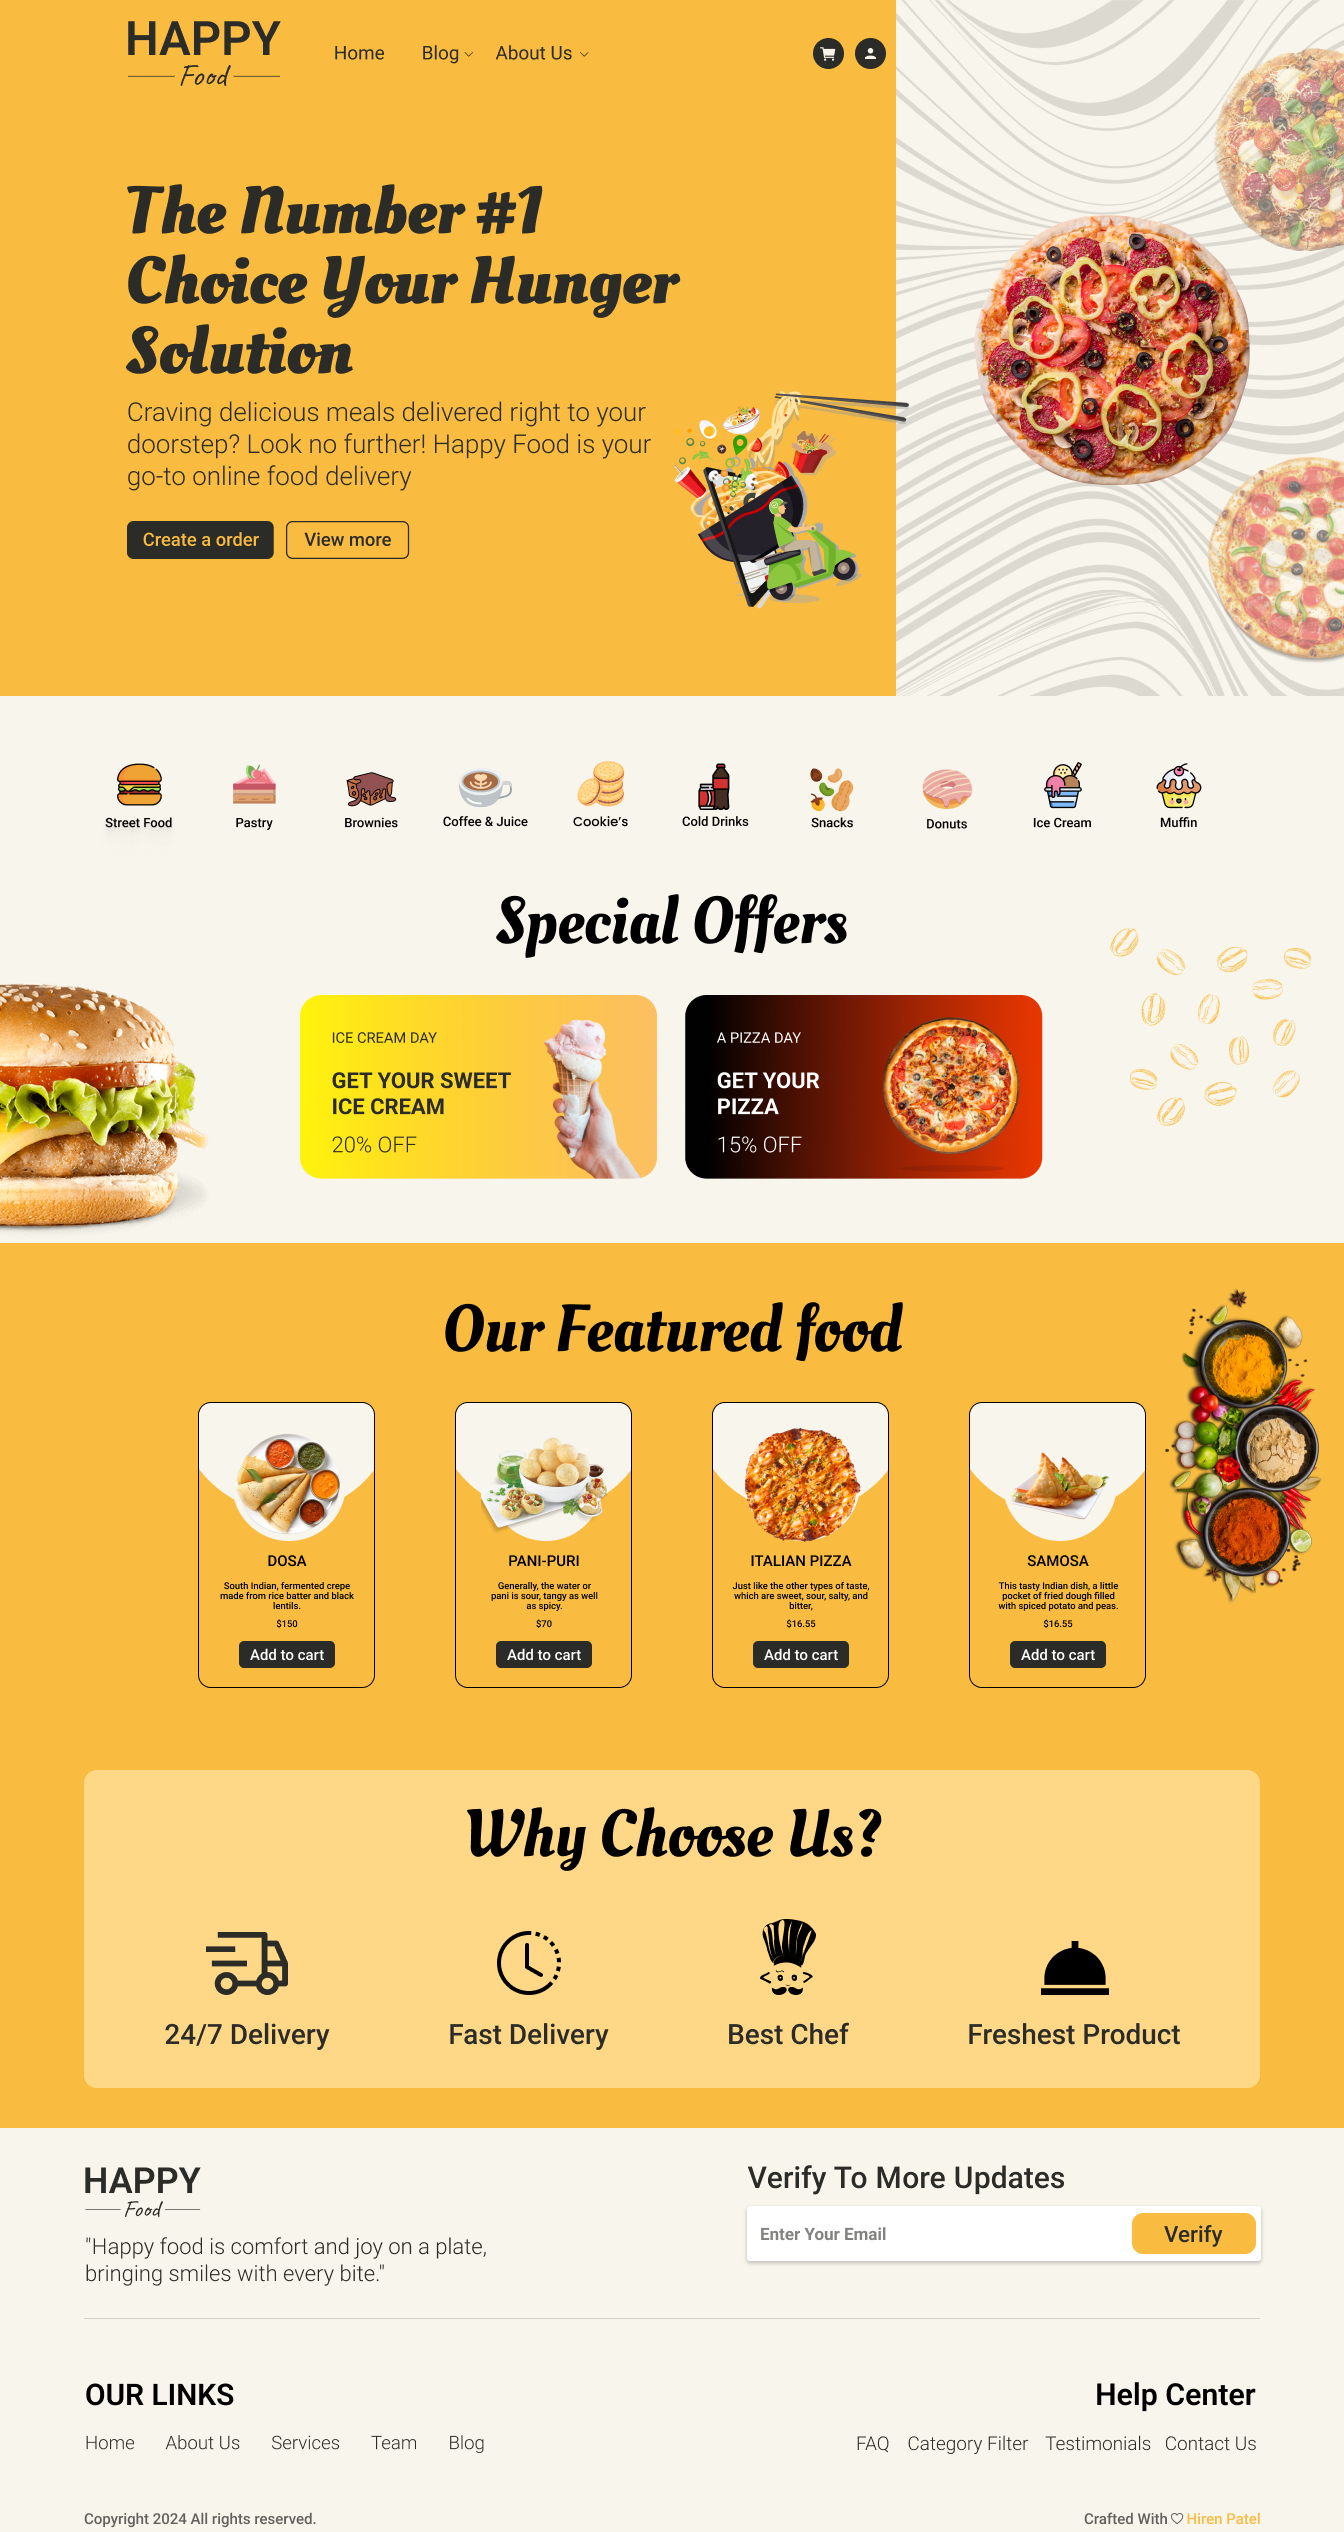 HAPPY
Food
Home
Blog
About Us
The Number #1
Choice Your Hunger
Solution
Craving delicious meals delivered right to your
doorstep? Look no further! Happy Food is your
go-to online food delivery
Create a order
View more
Street Food
Pastry
Brownies
Coffee & Juice
Cookie's
Cold Drinks
Snacks
Donuts
Ice Cream
Muffin
Special Offers
ICE CREAM DAY
GET YOUR SWEET
ICE CREAM
20% OFF
A PIZZA DAY
GET YOUR
PIZZA
15% OFF
Our Featured food
DOSA
South Indian, fermented crepe
made from rice batter and black
lentils.
$150
Add to cart
PANI-PURI
Generally, the water or
pani is sour, tangy as well
as spicy.
$70
Add to cart
ITALIAN PIZZA
Just like the other types of taste,
which are sweet, sour, salty, and
bitter,
$16.55
Add to cart
SAMOSA
This tasty Indian dish, a little
pocket of fried dough filled
with spiced potato and peas.
$16.55
Add to cart
Why Choose Us?
24/7 Delivery
Fast Delivery
Best Chef
Freshest Product
HAPPY
Food
"Happy food is comfort and joy on a plate,
bringing smiles with every bite."
Verify To More Updates
Enter Your Email
Verify
OUR LINKS
Home
About Us
Services
Team
Blog
Help Center
FAQ
Category Filter
Testimonials
Contact Us
Copyright 2024 All rights reserved.
Crafted With ♡ Hiren Patel